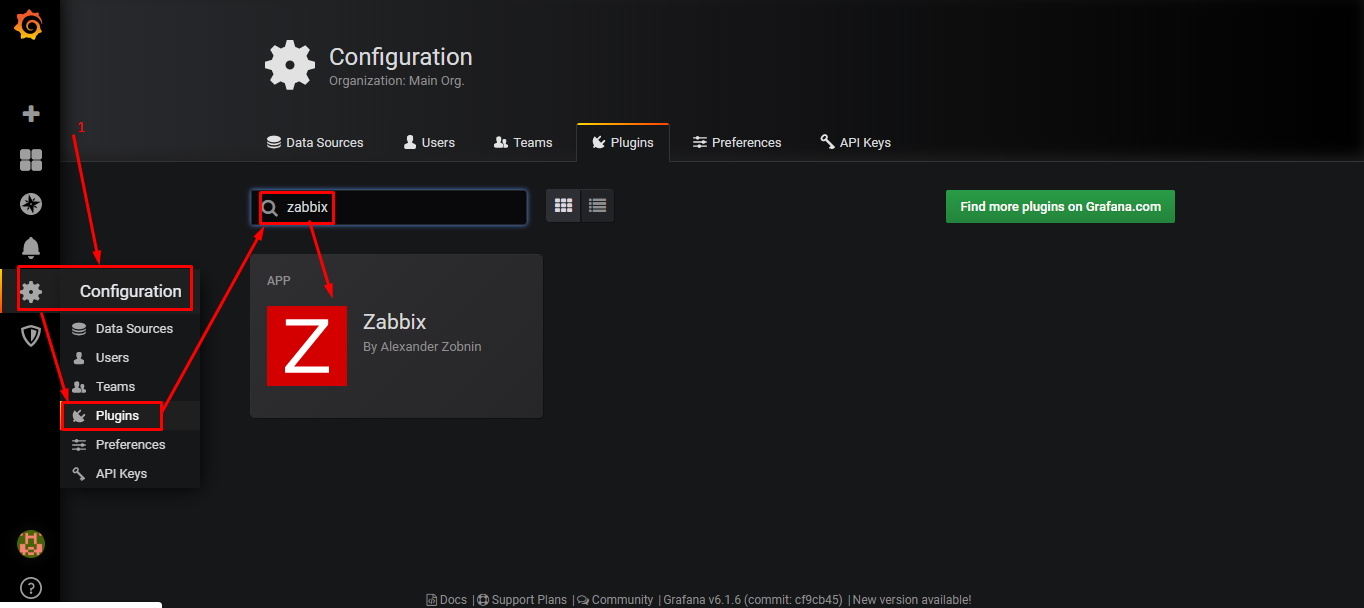 Configuration
Organization: Main Org.
1
Data Sources
Users
Teams
Plugins
Preferences
API Keys
zabbix
Find more plugins on Grafana.com
APP
Z
Zabbix
By Alexander Zobnin
Configuration
Data Sources
Users
Teams
Plugins
Preferences
API Keys
?
Docs | Support Plans | Community | Grafana v6.1.6 (commit: cf9cb45) | New version available!